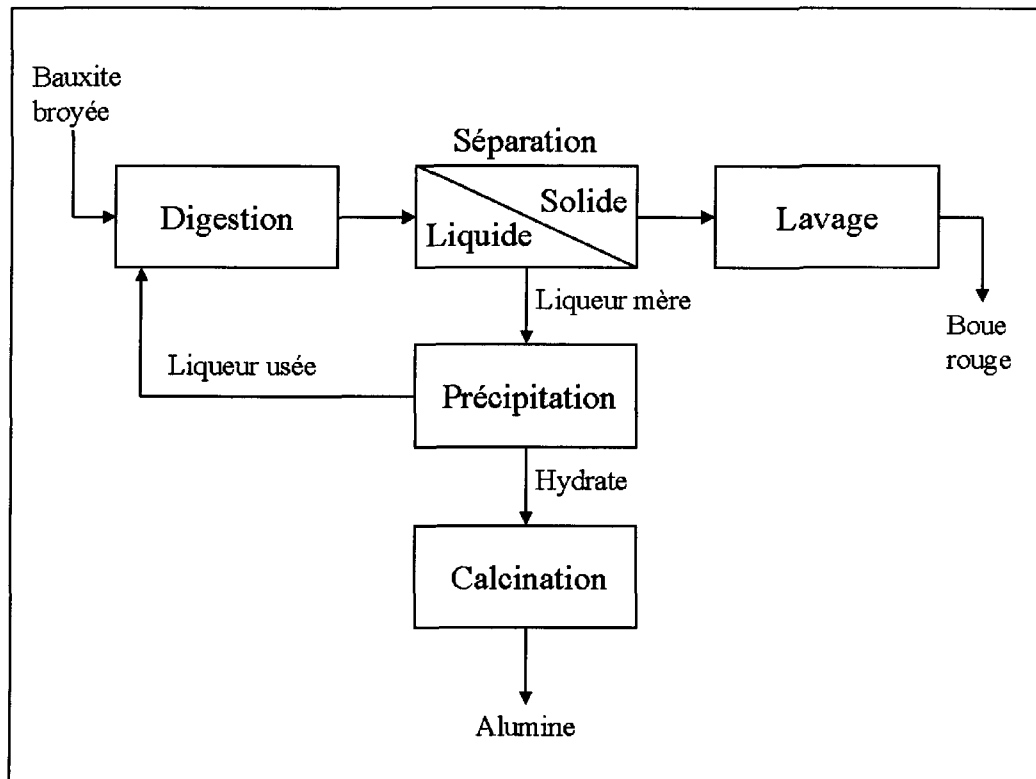 Bauxite
broyée
Séparation
Digestion
Solide
Liquide
Lavage
Liqueur mère
Boue
rouge
Liqueur usée
Précipitation
Hydrate
Calcination
Alumine